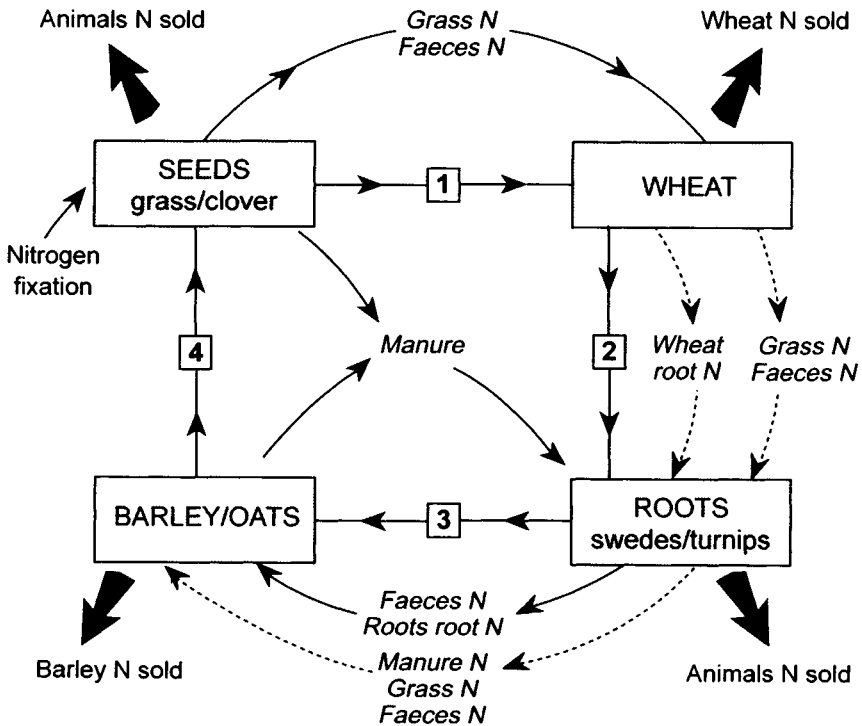 Animals N sold
Grass N
Faeces N
Wheat N sold
SEEDS
grass/clover
1
WHEAT
Nitrogen
fixation
4
Manure
2
Wheat
root N
Grass N
Faeces N
BARLEY/OATS
3
ROOTS
swedes/turnips
Faeces N
Roots root N
Barley N sold
Manure N
Grass N
Faeces N
Animals N sold